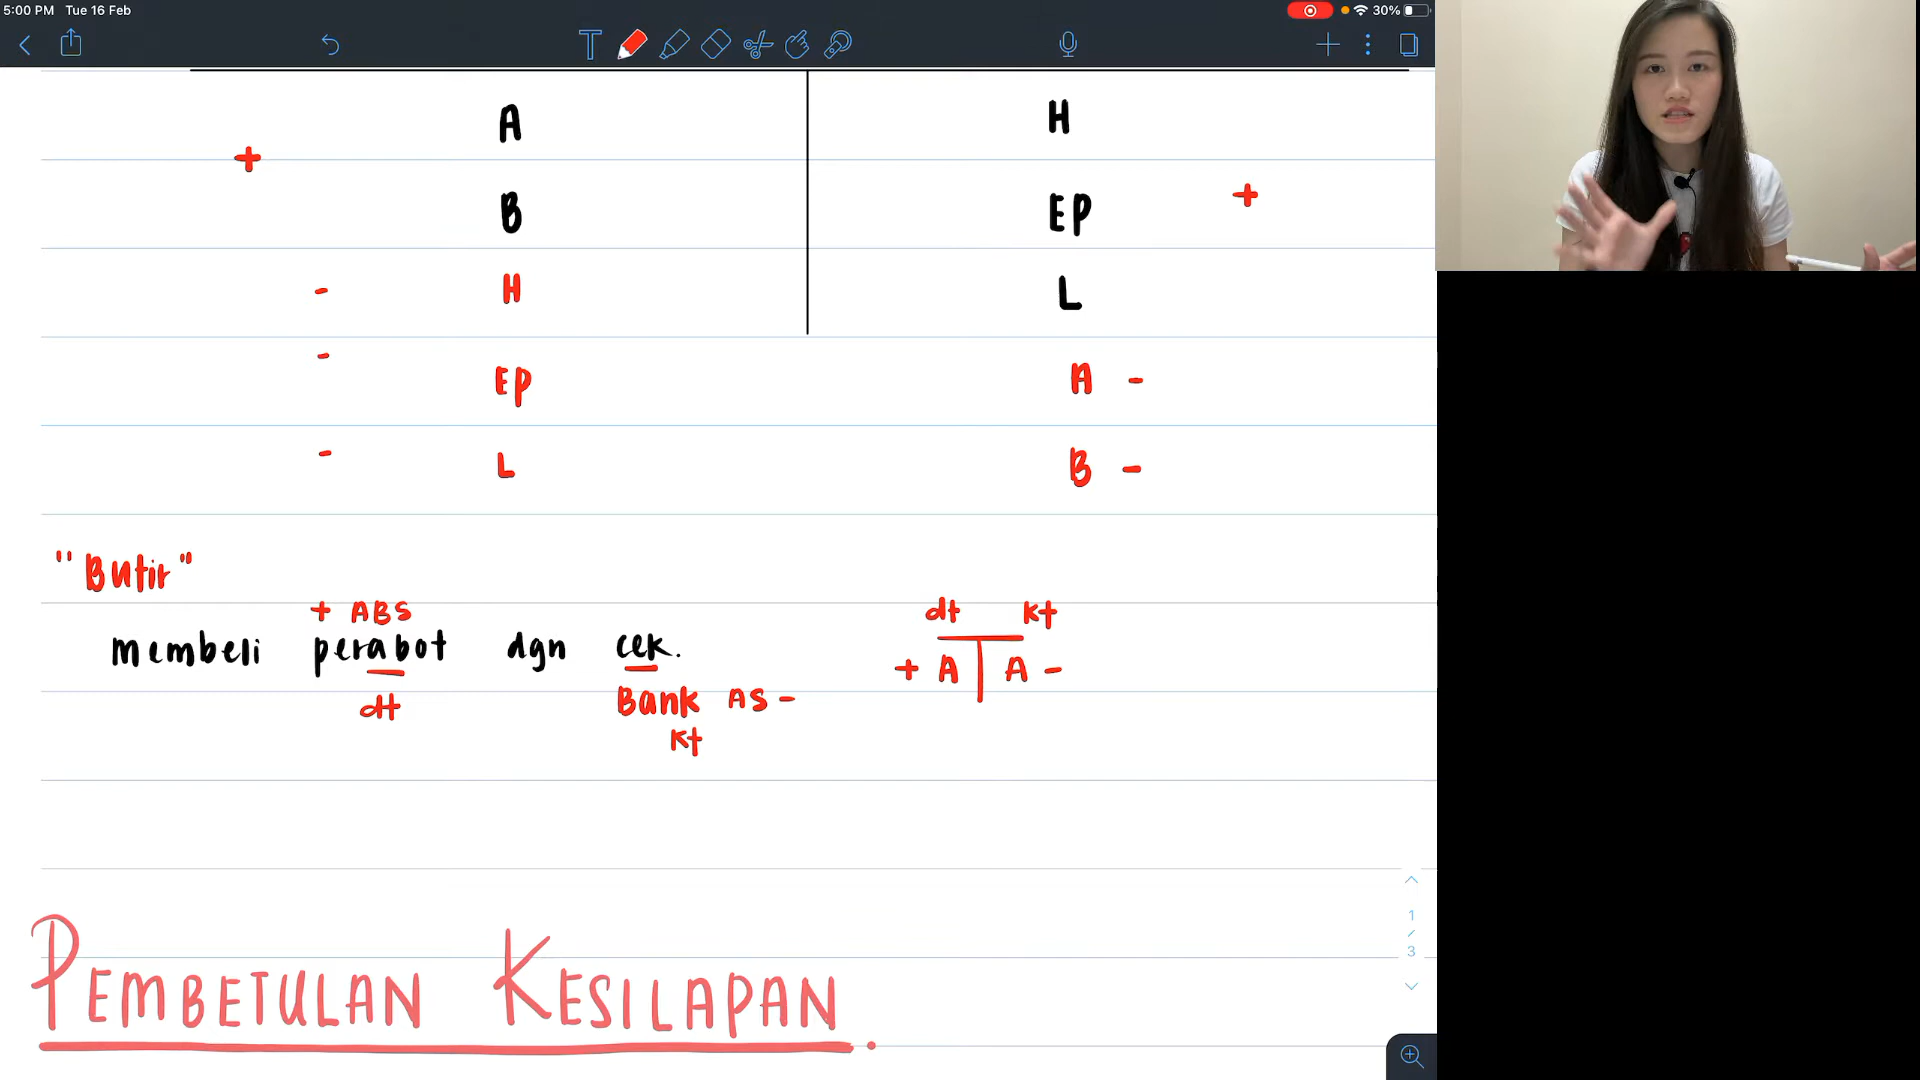 5:00 PM Tue 16 Feb
30%
T
A H
+
B EP +
- H L
- EP A -
- L B -
"Butir"
+ ABS dt kt
membeli perabot dgn cek. + A A -
dt Bank AS -
kt
1
/
3
PEMBETULAN KESILAPAN.